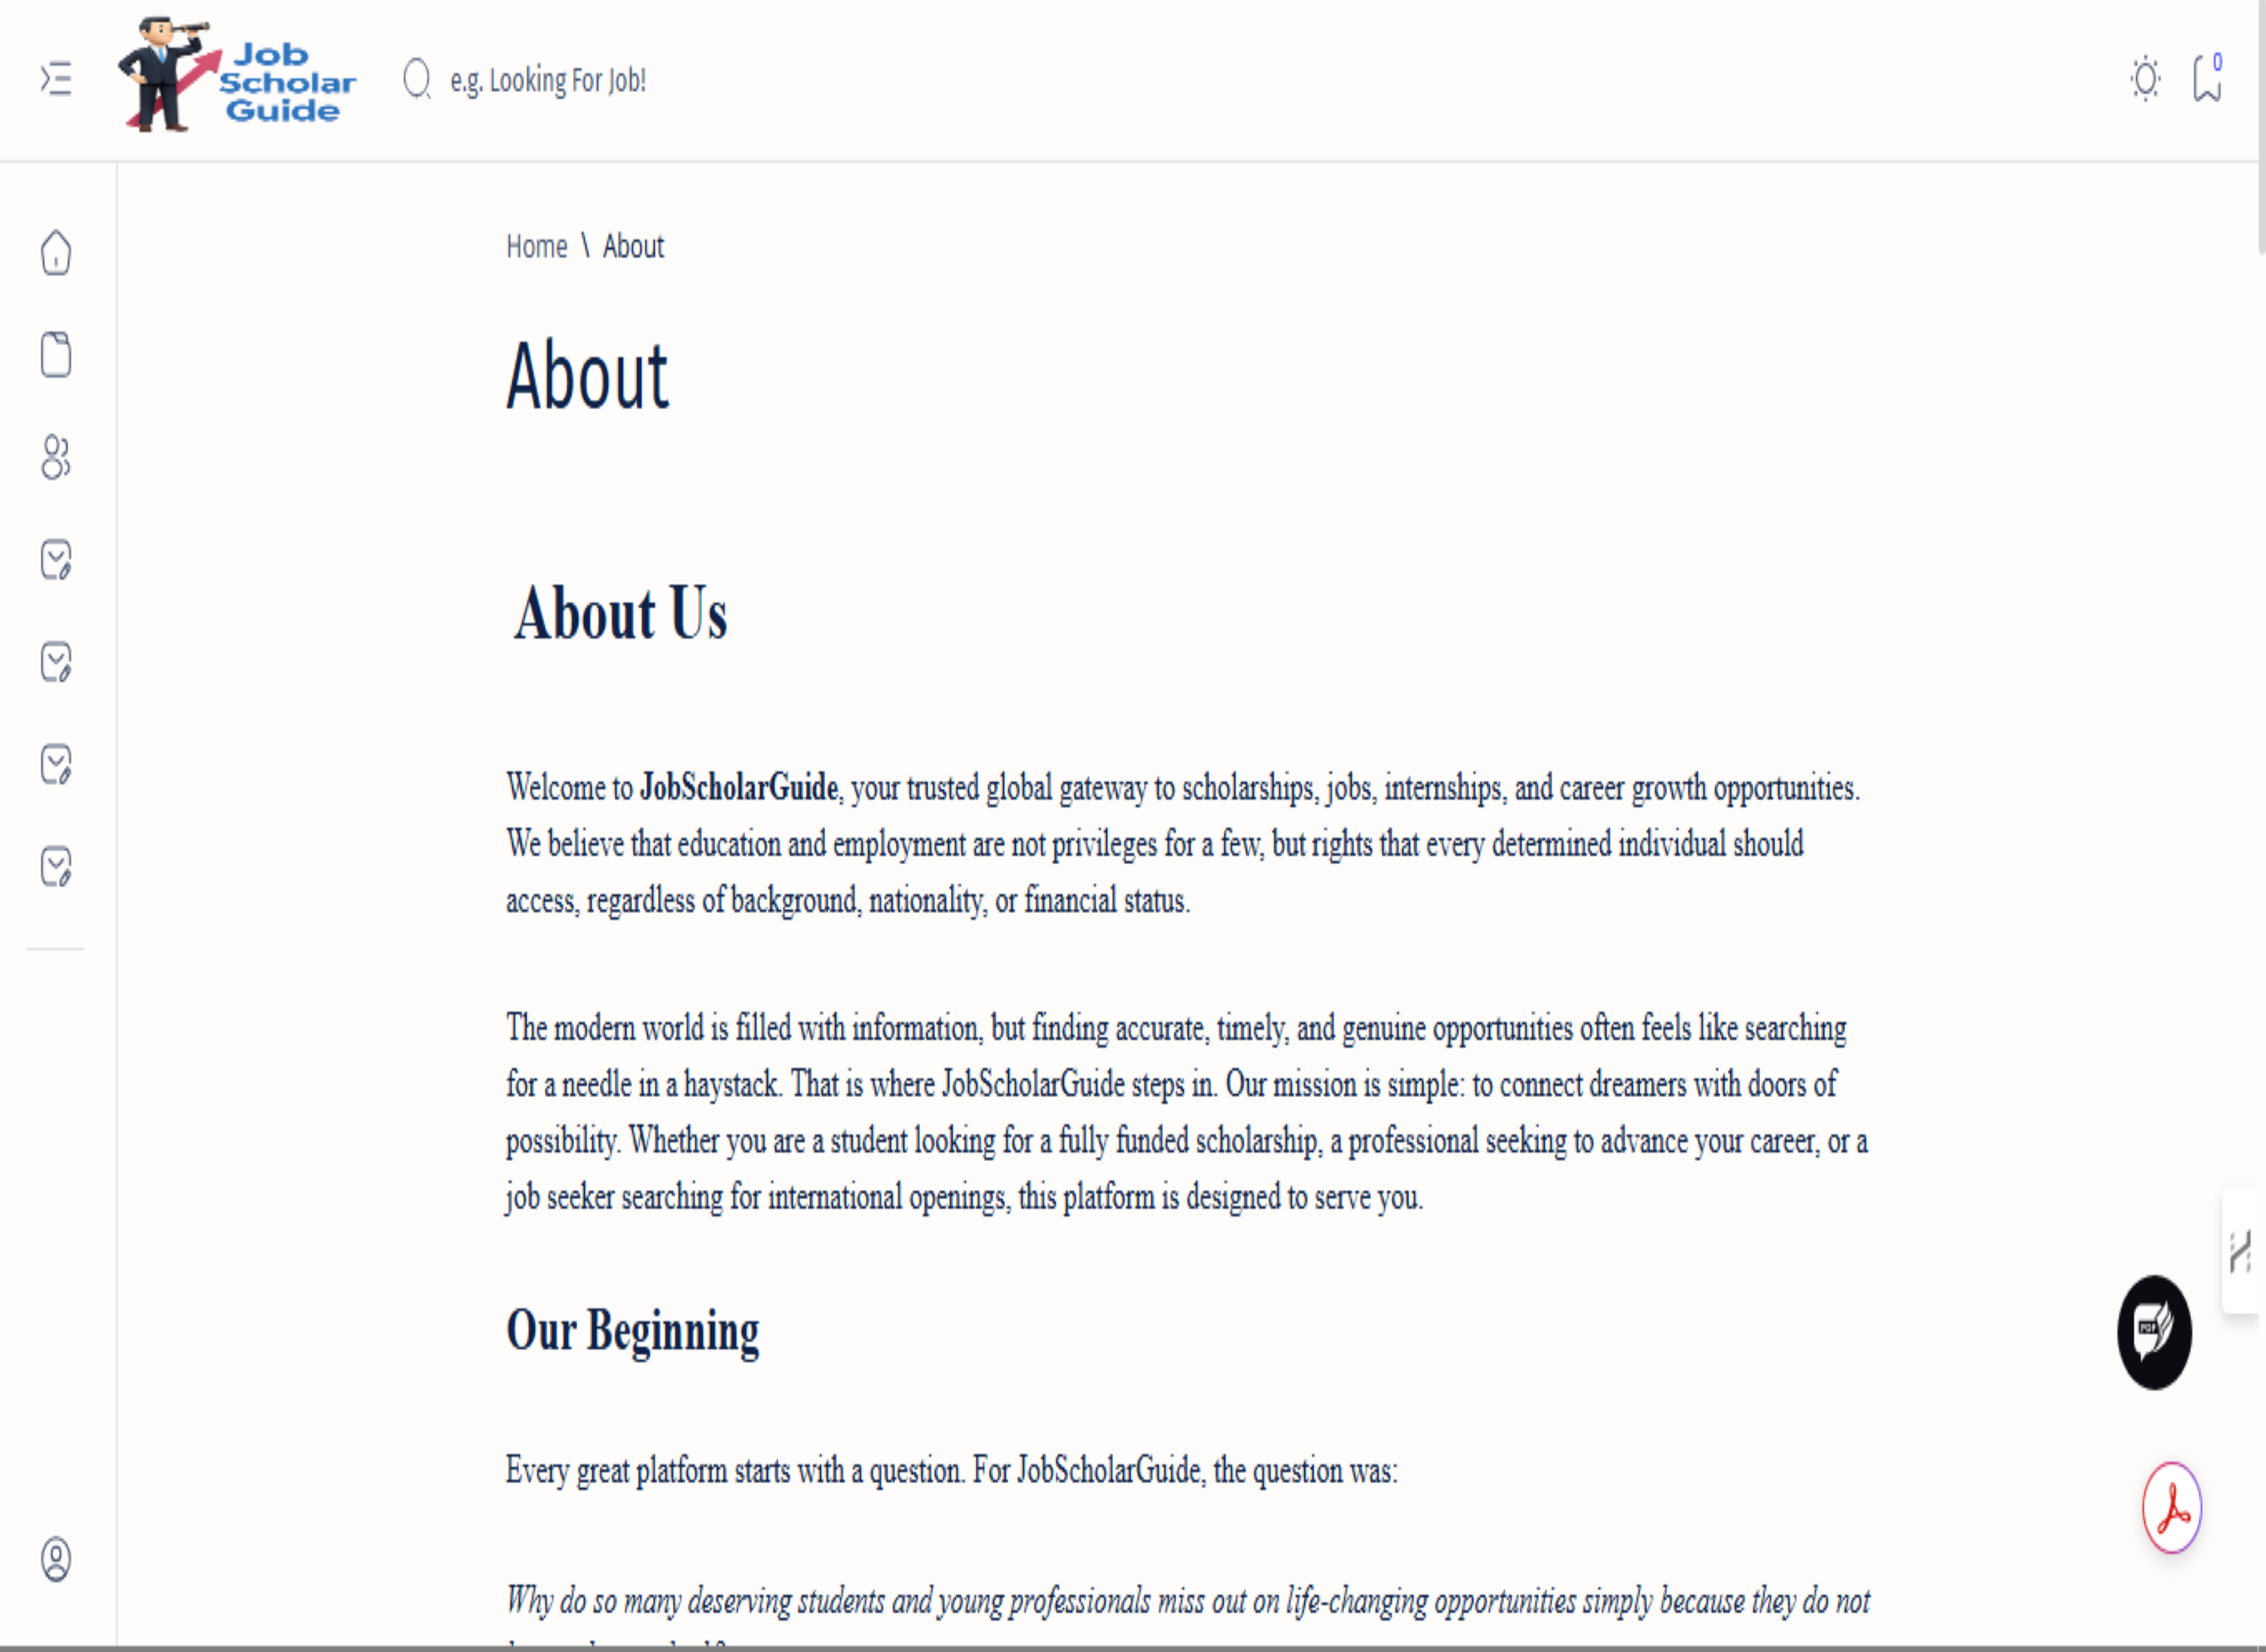 Job
Scholar
Guide
e.g. Looking For Job!
0
Home \ About
About
About Us
Welcome to JobScholarGuide, your trusted global gateway to scholarships, jobs, internships, and career growth opportunities.
We believe that education and employment are not privileges for a few, but rights that every determined individual should
access, regardless of background, nationality, or financial status.
The modern world is filled with information, but finding accurate, timely, and genuine opportunities often feels like searching
for a needle in a haystack. That is where JobScholarGuide steps in. Our mission is simple: to connect dreamers with doors of
possibility. Whether you are a student looking for a fully funded scholarship, a professional seeking to advance your career, or a
job seeker searching for international openings, this platform is designed to serve you.
Our Beginning
PDF
Every great platform starts with a question. For JobScholarGuide, the question was:
Why do so many deserving students and young professionals miss out on life-changing opportunities simply because they do not